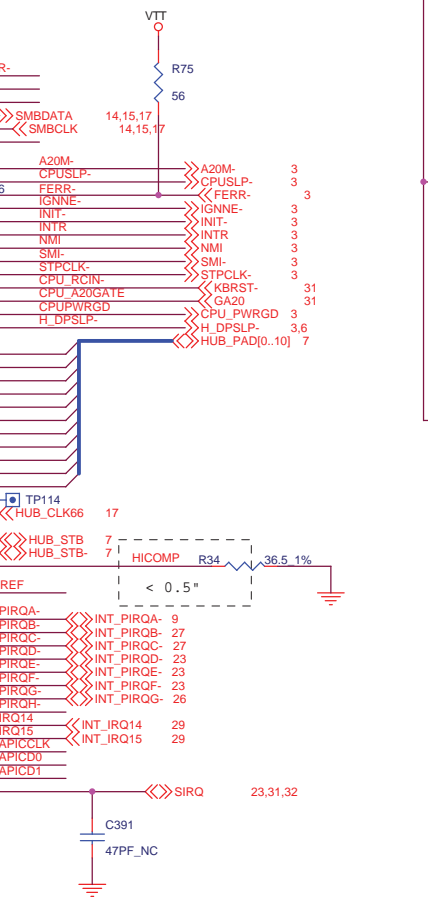 VTT
R-
R75
56
SMBDATA 14,15,17
SMBCLK 14,15,17
A20M- A20M- 3
CPUSLP- CPUSLP- 3
6 FERR- FERR- 3
IGNNE- IGNNE- 3
INIT- INIT- 3
INTR INTR 3
NMI NMI 3
SMI- SMI- 3
STPCLK- STPCLK- 3
CPU_RCIN- KBRST- 31
CPU_A20GATE GA20 31
CPUPWRGD CPU_PWRGD 3
H_DPSLP- H_DPSLP- 3,6
HUB_PAD[0..10] 7
TP114
HUB_CLK66 17
HUB_STB 7
HUB_STB- 7
HICOMP R34 36.5_1%
< 0.5"
REF
PIRQA- INT_PIRQA- 9
PIRQB- INT_PIRQB- 27
PIRQC- INT_PIRQC- 27
PIRQD- INT_PIRQD- 23
PIRQE- INT_PIRQE- 23
PIRQF- INT_PIRQF- 23
PIRQG- INT_PIRQG- 26
PIRQH-
IRQ14 INT_IRQ14 29
IRQ15 INT_IRQ15 29
APICCLK
APICD0
APICD1
SIRQ 23,31,32
C391
47PF_NC